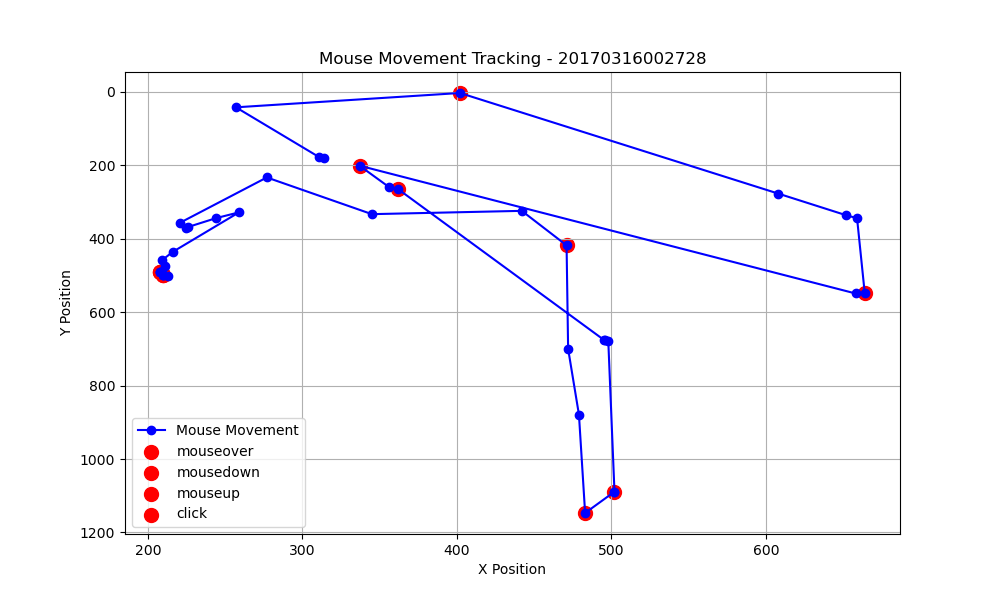 Mouse Movement Tracking - 20170316002728
0
200
400
600
800
1000
1200
Y Position
Mouse Movement
mouseover
mousedown
mouseup
click
200 300 400 500 600
X Position